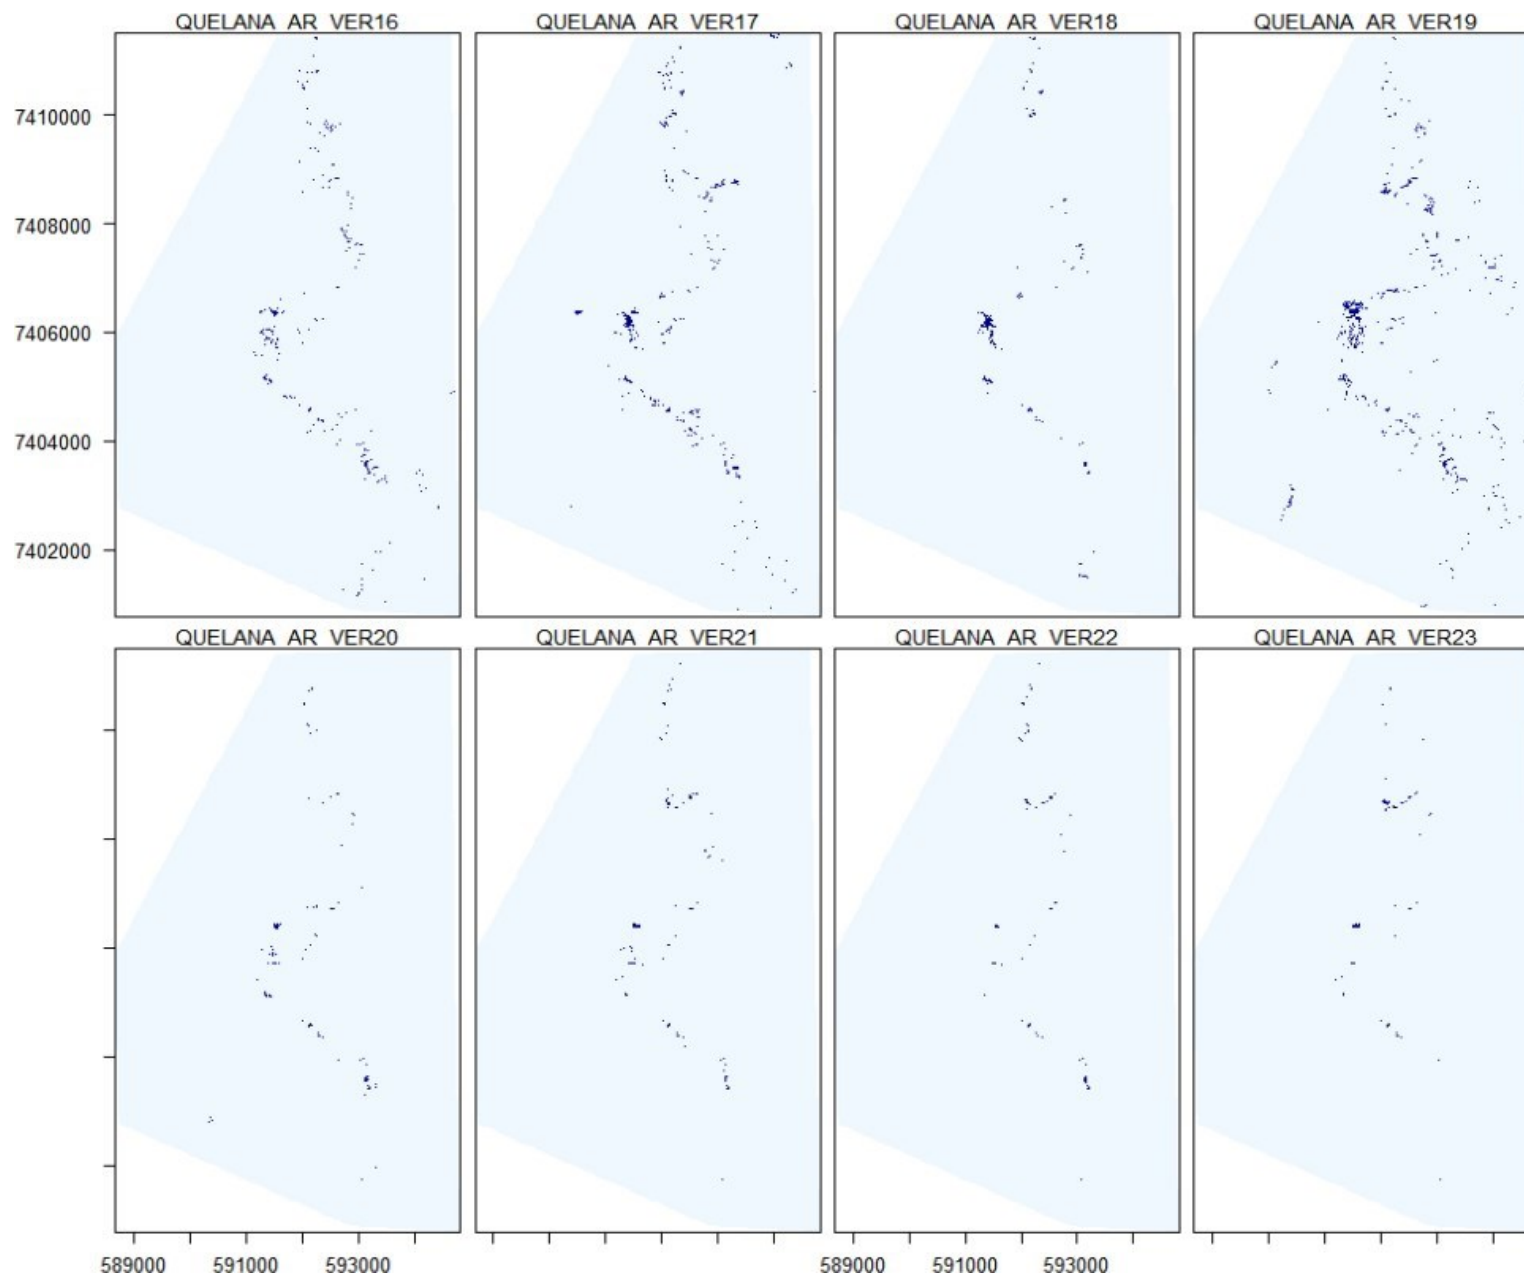 QUELANA AR VER16
QUELANA AR VER17
QUELANA AR VER18
QUELANA AR VER19
7410000
7408000
7406000
7404000
7402000
QUELANA AR VER20
QUELANA AR VER21
QUELANA AR VER22
QUELANA AR VER23
589000 591000 593000
589000 591000 593000